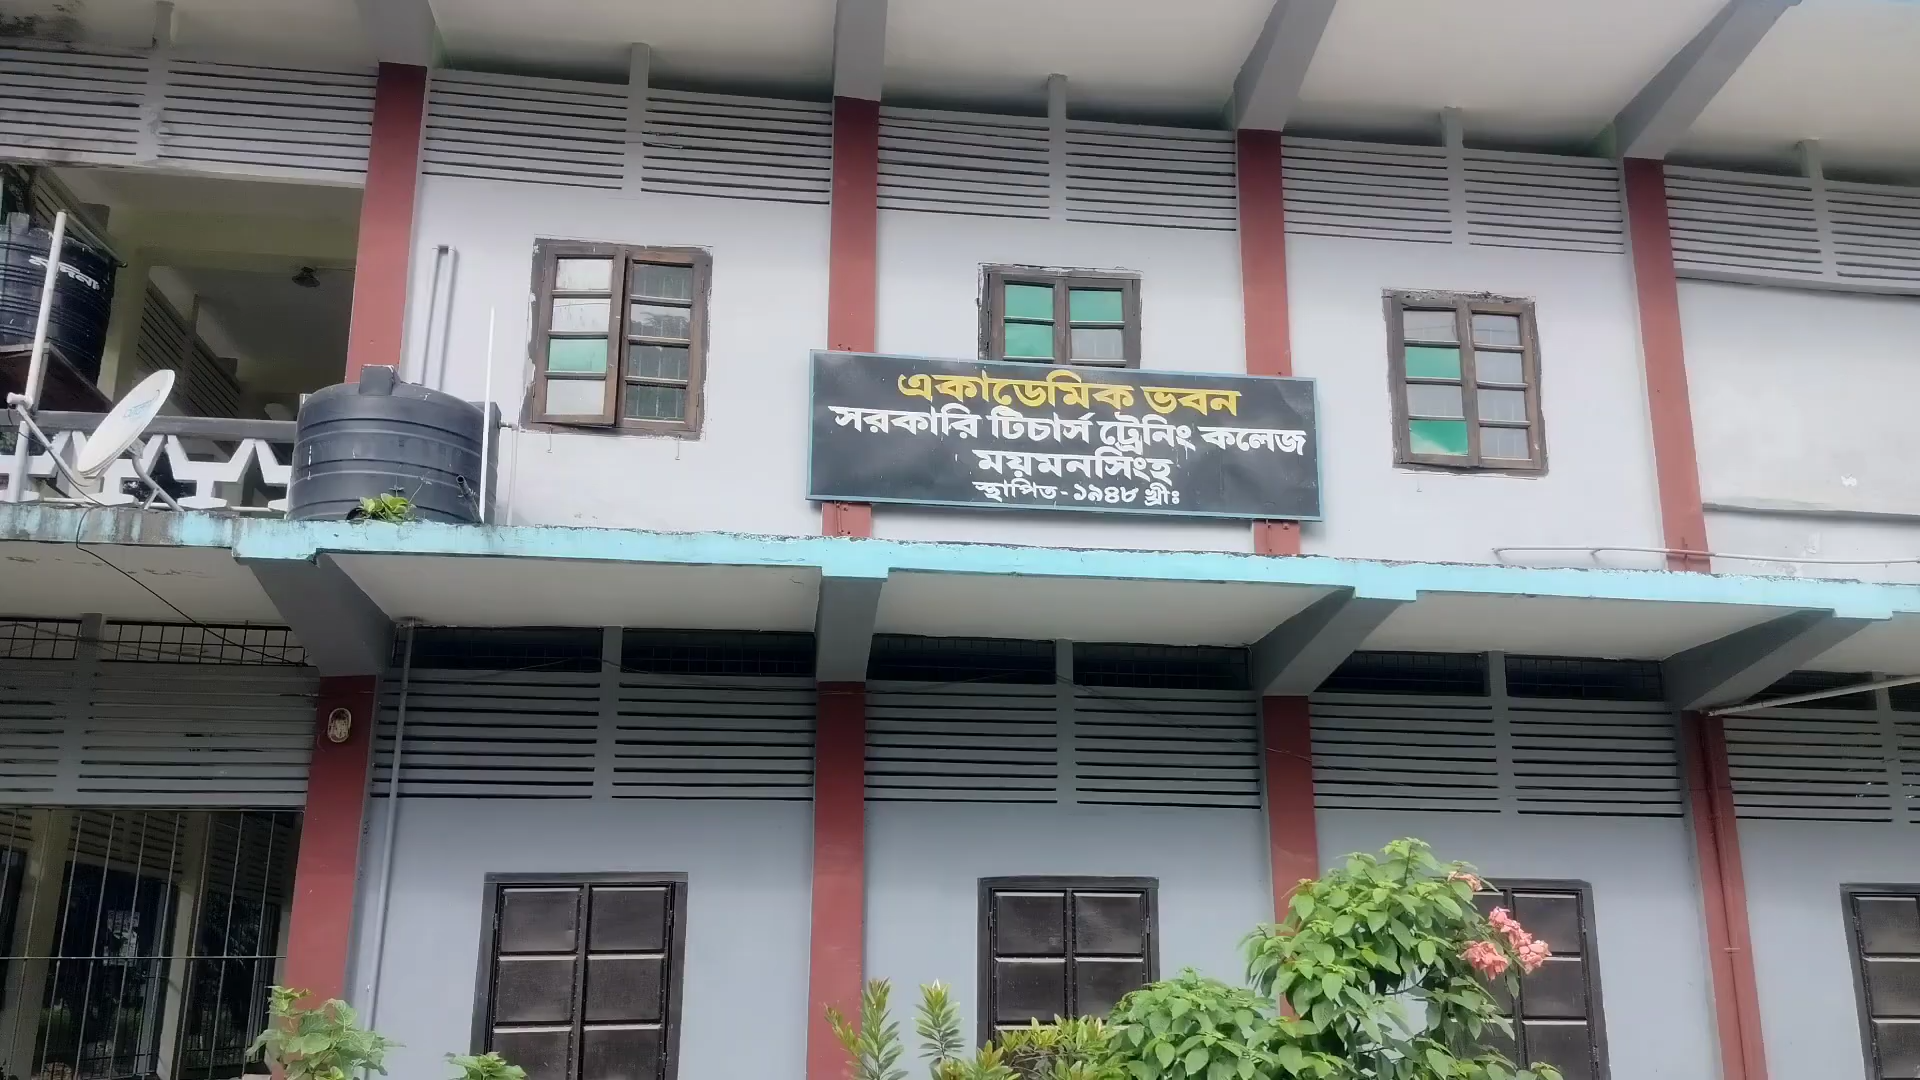 একাডেমিক ভবন
সরকারি টিচার্স ট্রেনিং কলেজ
ময়মনসিংহ
স্থাপিত - ১৯৪৮ খ্রীঃ